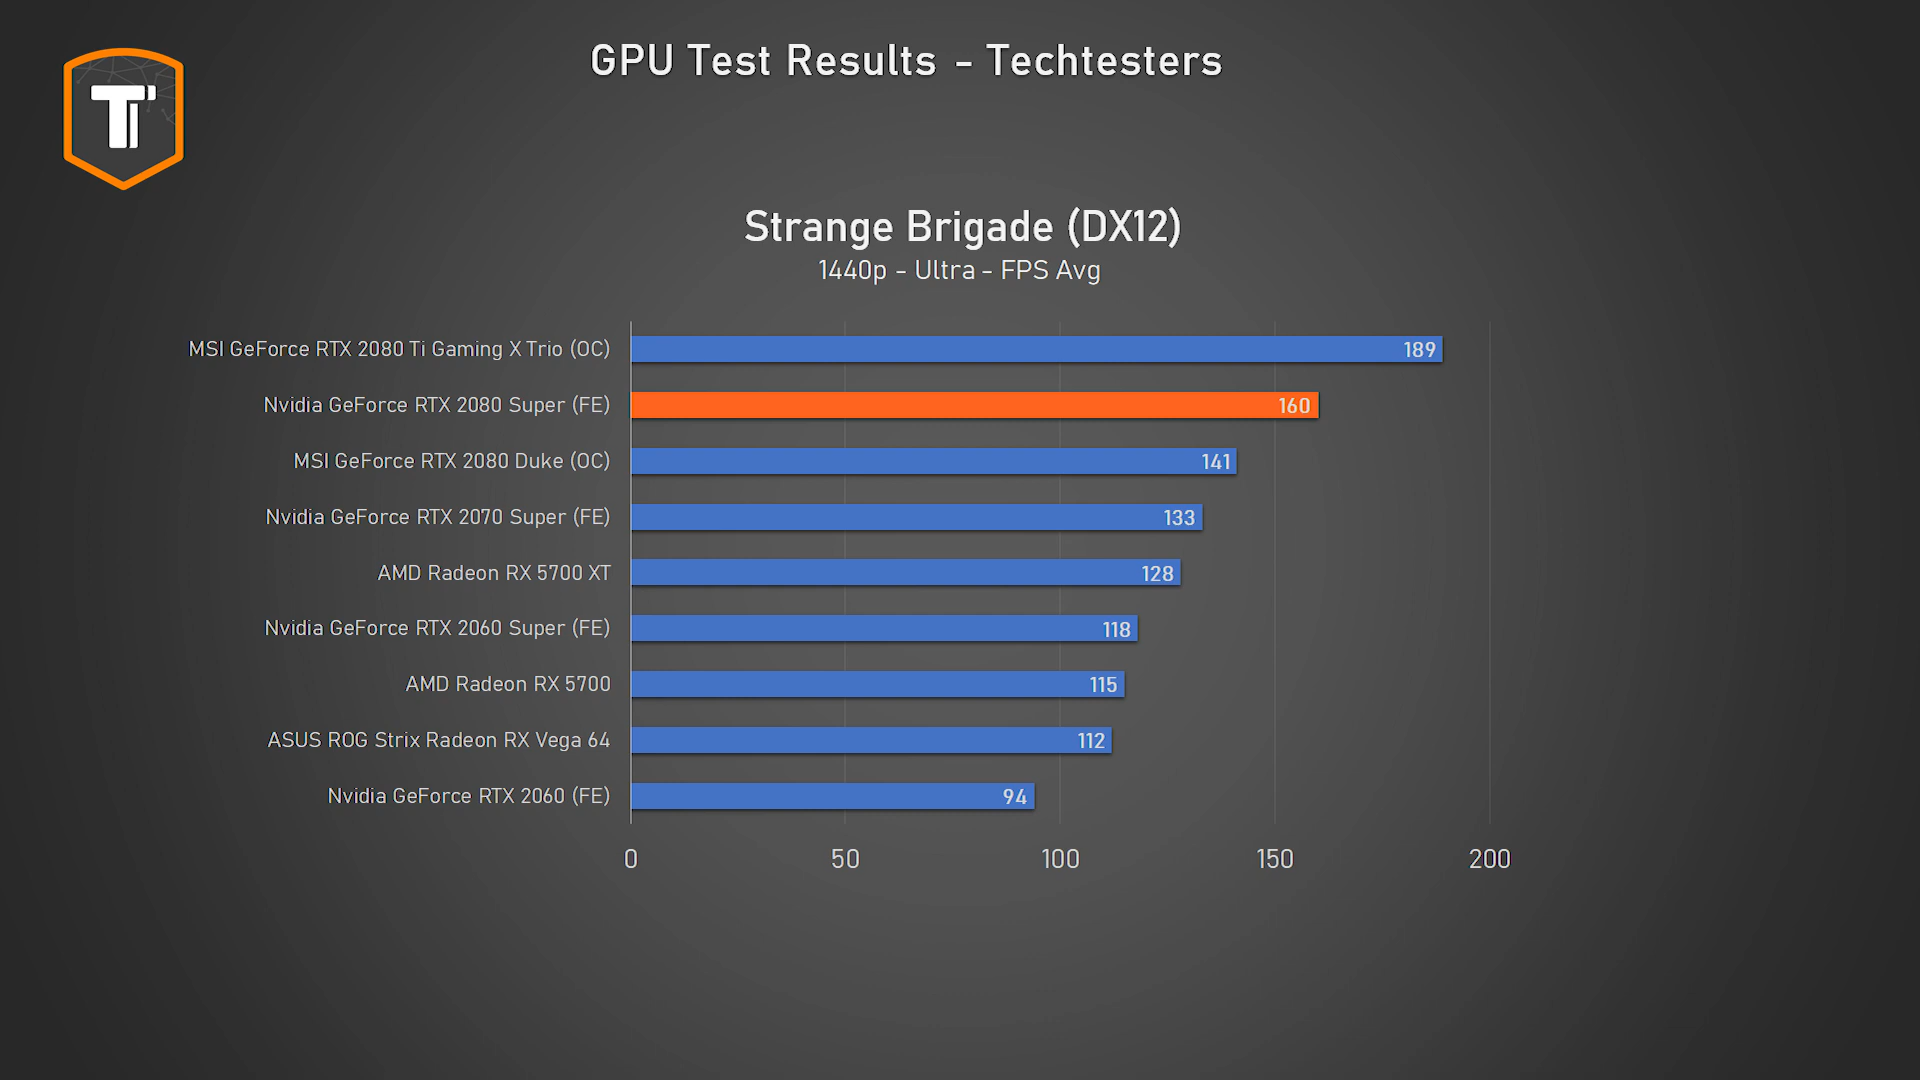 GPU Test Results - Techtesters
Ti
Strange Brigade (DX12)
1440p - Ultra - FPS Avg
MSI GeForce RTX 2080 Ti Gaming X Trio (OC) 189
Nvidia GeForce RTX 2080 Super (FE) 160
MSI GeForce RTX 2080 Duke (OC) 141
Nvidia GeForce RTX 2070 Super (FE) 133
AMD Radeon RX 5700 XT 128
Nvidia GeForce RTX 2060 Super (FE) 118
AMD Radeon RX 5700 115
ASUS ROG Strix Radeon RX Vega 64 112
Nvidia GeForce RTX 2060 (FE) 94
0 50 100 150 200